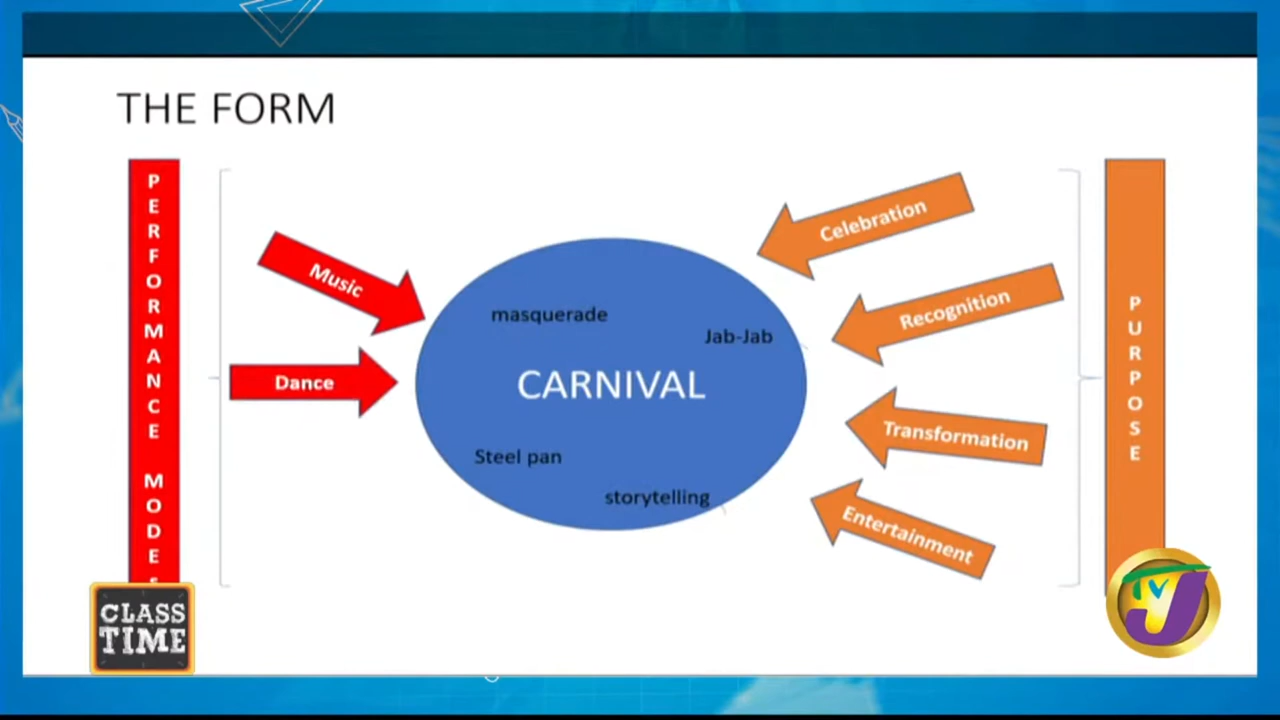 THE FORM
PERFORMANCE MODES
Music
Dance
masquerade
Jab-Jab
CARNIVAL
Steel pan
storytelling
Celebration
Recognition
Transformation
Entertainment
PURPOSE
CLASS
TIME
TVJ